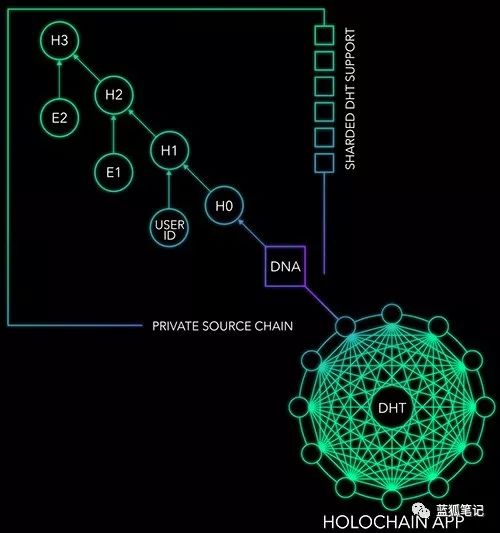 H3
H2
E2
H1
E1
H0
USER
ID
SHARDED DHT SUPPORT
DNA
PRIVATE SOURCE CHAIN
DHT
蓝狐笔记
HOLOCHAIN APP